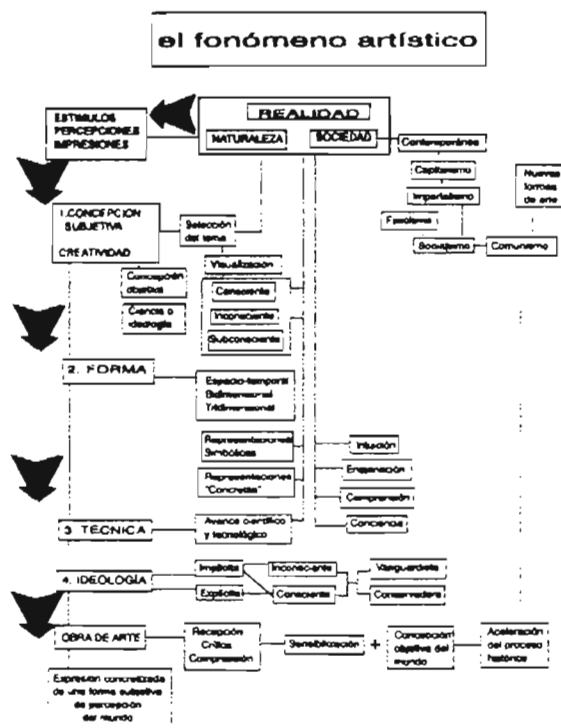 el fonómeno artístico
REALIDAD
NATURALEZA
SOCIEDAD
ESTIMULOS
PERCEPCIONES
IMPRESIONES
Contemporánea
Capitalismo
Imperialismo
Fascismo
Socialismo
Comunismo
Nuevas
formas
de arte
1.CONCEPCION
SUBJETIVA
CREATIVIDAD
Selección
del tema
Visualización
Concepción
objetiva
Ciencia o
ideología
Consciente
Inconsciente
Subconsciente
2. FORMA
Espacio-temporal
Bidimensional
Tridimensional
Representaciones
Simbólicas
Representaciones
"Concretas"
Intuición
Enajenación
Comprensión
Conciencia
3. TECNICA
Avance científico
y tecnológico
4. IDEOLOGÍA
Implícita
Explícita
Inconsciente
Consciente
Vanguardista
Conservadora
OBRA DE ARTE
Recepción
Crítica
Comprensión
Sensibilización
+
Concepción
objetiva del
mundo
Aceleración
del proceso
histórico
Expresión concretizada
de una forma subjetiva
de percepción
del mundo